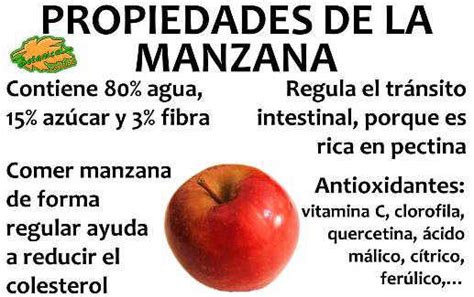 PROPIEDADES DE LA
MANZANA
Contiene 80% agua,
15% azúcar y 3% fibra
Regula el tránsito
intestinal, porque es
rica en pectina
Comer manzana
de forma
regular ayuda
a reducir el
colesterol
Antioxidantes:
vitamina C, clorofila,
quercetina, ácido
málico, cítrico,
ferúlico,...